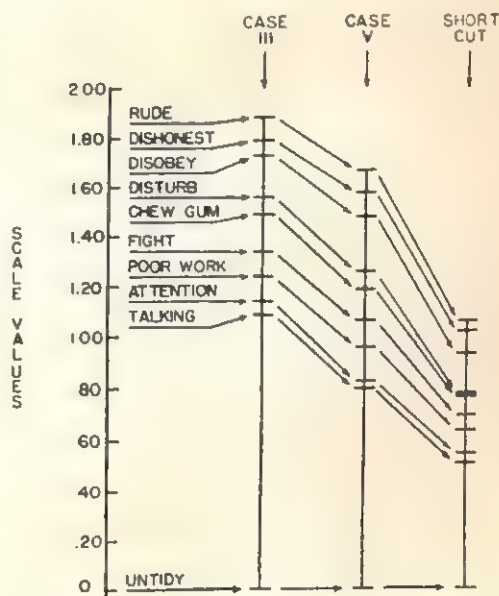 CASE III
CASE V
SHORT CUT
SCALE VALUES
2.00
1.80
1.60
1.40
1.20
1.00
.80
.60
.40
.20
0
RUDE
DISHONEST
DISOBEY
DISTURB
CHEW GUM
FIGHT
POOR WORK
ATTENTION
TALKING
UNTIDY